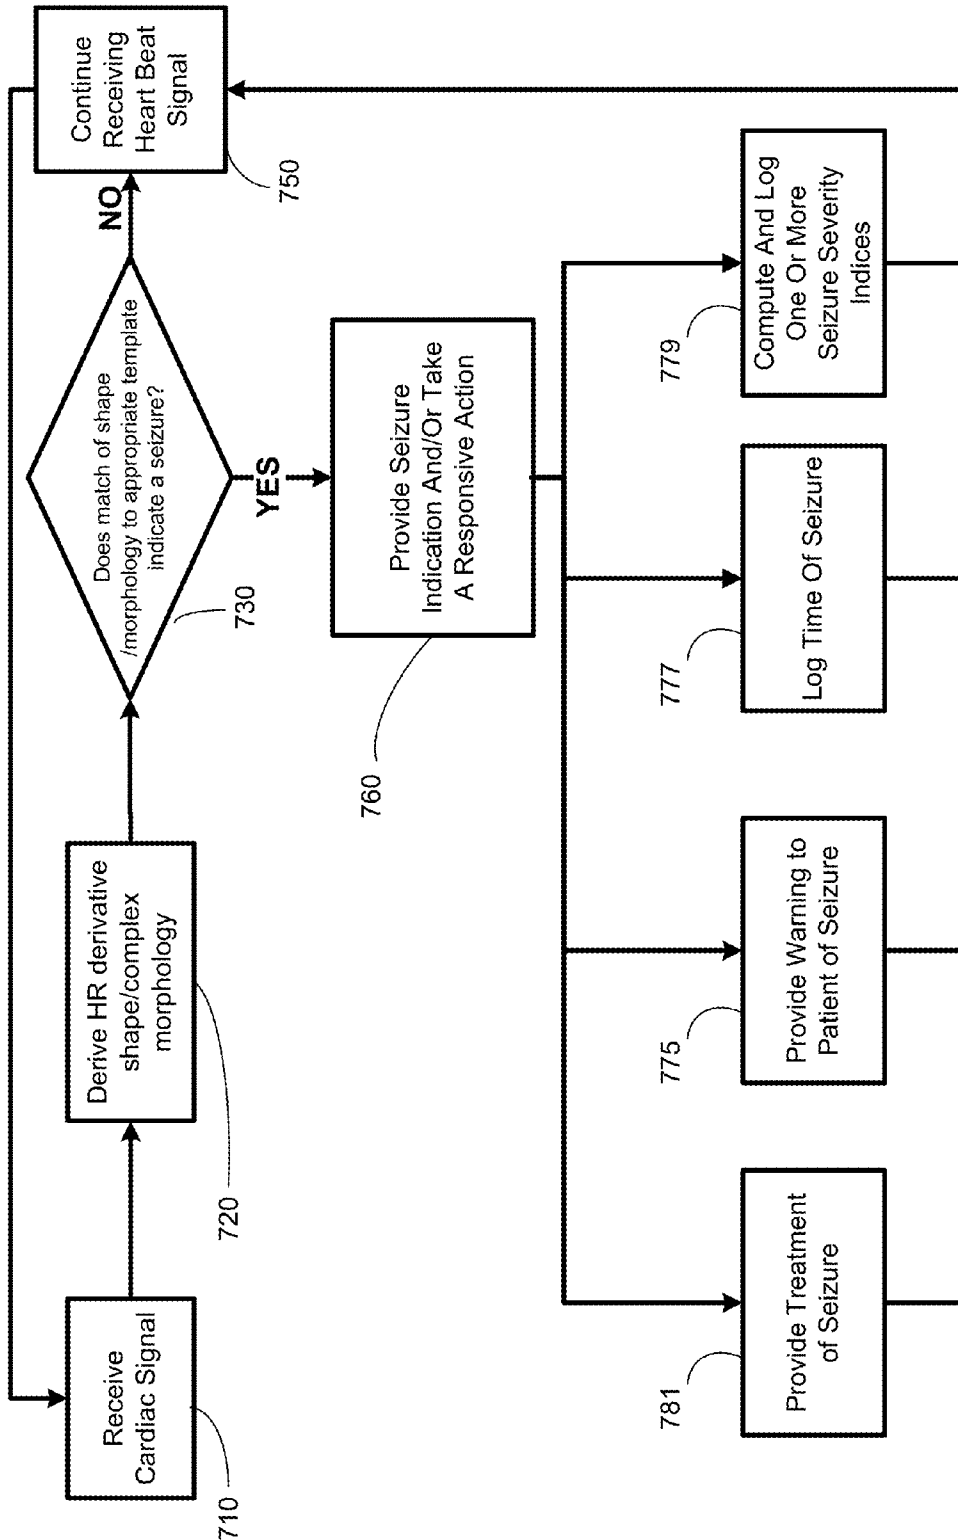 Receive
Cardiac Signal
710
Derive HR derivative
shape/complex
morphology
720
Does match of shape
/morphology to appropriate template
indicate a seizure?
730
NO
Continue
Receiving
Heart Beat
Signal
750
YES
Provide Seizure
Indication And/Or Take
A Responsive Action
760
781
Provide Treatment
of Seizure
775
Provide Warning to
Patient of Seizure
777
Log Time Of Seizure
779
Compute And Log
One Or More
Seizure Severity
Indices